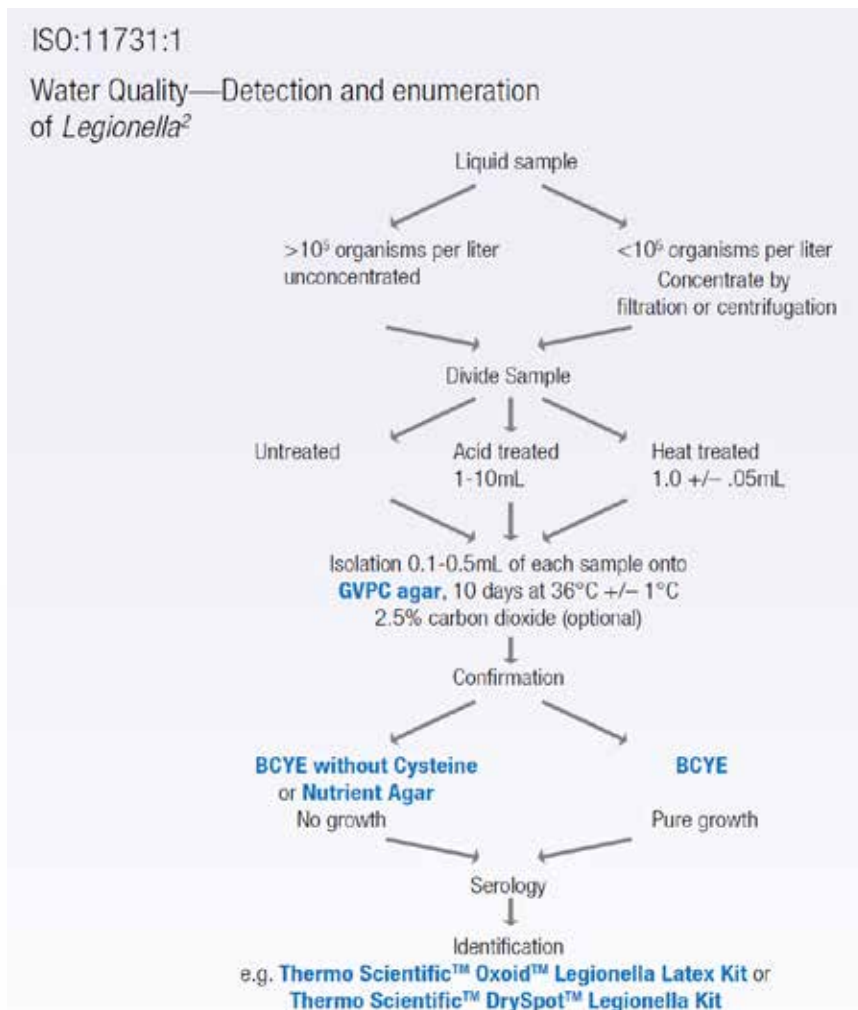 ISO:11731:1
Water Quality—Detection and enumeration
of Legionella²
Liquid sample
>10⁵ organisms per liter
unconcentrated
<10⁵ organisms per liter
Concentrate by
filtration or centrifugation
Divide Sample
Untreated
Acid treated
1-10mL
Heat treated
1.0 +/– .05mL
Isolation 0.1-0.5mL of each sample onto
GVPC agar, 10 days at 36°C +/– 1°C
2.5% carbon dioxide (optional)
Confirmation
BCYE without Cysteine
or Nutrient Agar
No growth
BCYE
Pure growth
Serology
Identification
e.g. Thermo Scientific™ Oxoid™ Legionella Latex Kit or
Thermo Scientific™ DrySpot™ Legionella Kit